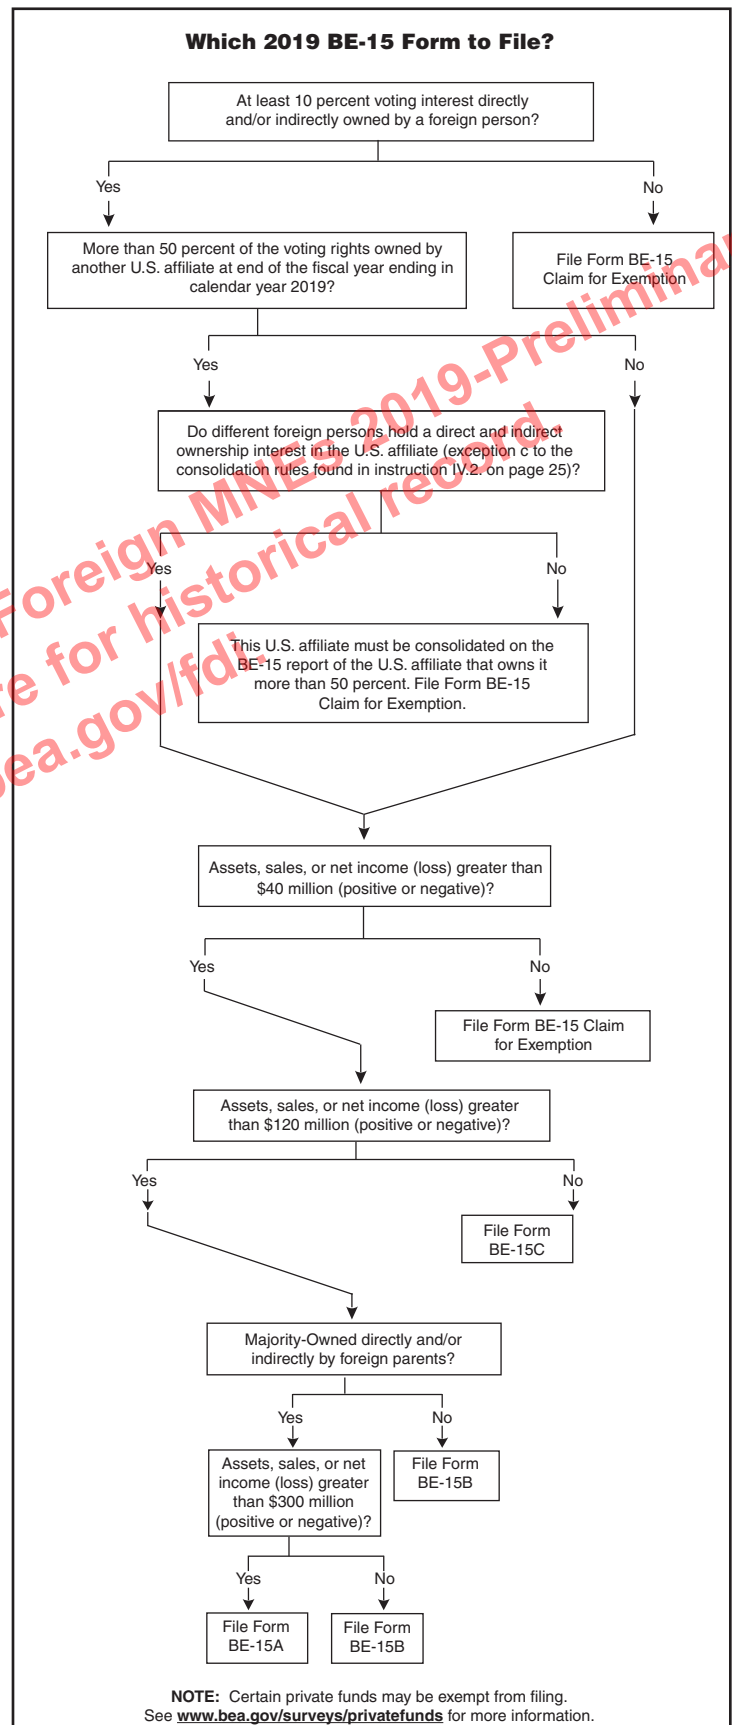 Which 2019 BE-15 Form to File?
At least 10 percent voting interest directly
and/or indirectly owned by a foreign person?
Yes
No
More than 50 percent of the voting rights owned by
another U.S. affiliate at end of the fiscal year ending in
calendar year 2019?
File Form BE-15
Claim for Exemption
Yes
No
Do different foreign persons hold a direct and indirect
ownership interest in the U.S. affiliate (exception c to the
consolidation rules found in instruction IV.2. on page 25)?
Yes
No
This U.S. affiliate must be consolidated on the
BE-15 report of the U.S. affiliate that owns it
more than 50 percent. File Form BE-15
Claim for Exemption.
Foreign MNEs 2019-Prelimina
re for historical record.
bea.gov/fdi.
Assets, sales, or net income (loss) greater than
$40 million (positive or negative)?
Yes
No
File Form BE-15 Claim
for Exemption
Assets, sales, or net income (loss) greater
than $120 million (positive or negative)?
Yes
No
File Form
BE-15C
Majority-Owned directly and/or
indirectly by foreign parents?
Yes
No
Assets, sales, or net
income (loss) greater
than $300 million
(positive or negative)?
File Form
BE-15B
Yes
No
File Form
BE-15A
File Form
BE-15B
NOTE: Certain private funds may be exempt from filing.
See www.bea.gov/surveys/privatefunds for more information.